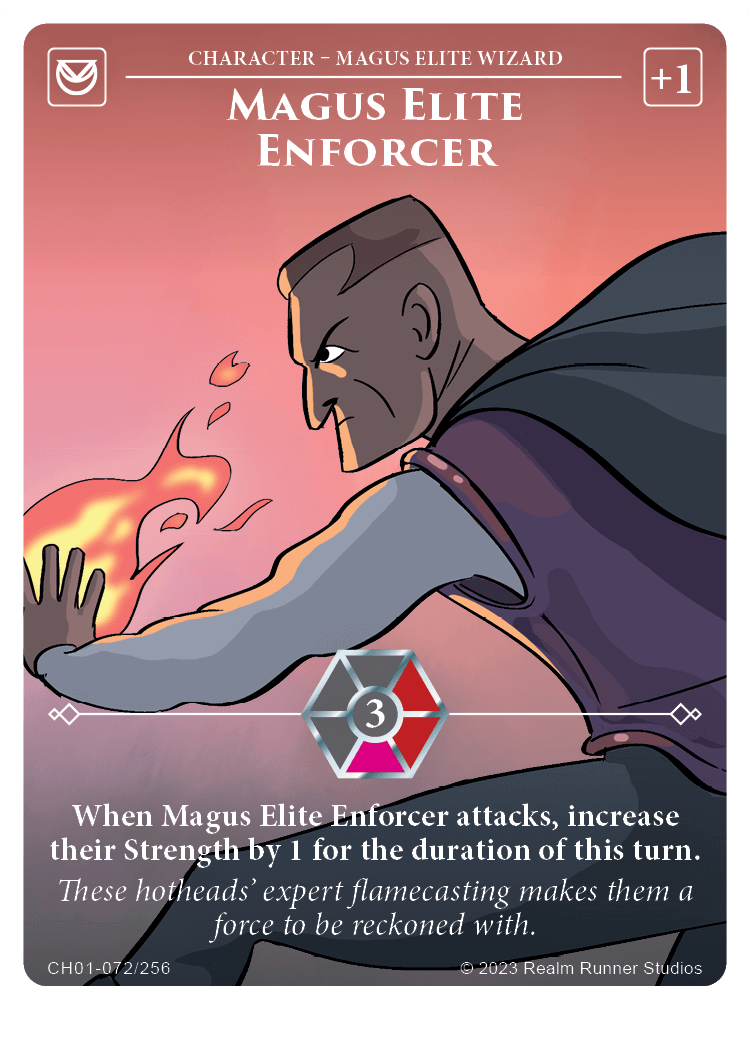 CHARACTER – MAGUS ELITE WIZARD
+1
MAGUS ELITE
ENFORCER
3
When Magus Elite Enforcer attacks, increase
their Strength by 1 for the duration of this turn.
These hotheads’ expert flamecasting makes them a
force to be reckoned with.
CH01-072/256
© 2023 Realm Runner Studios